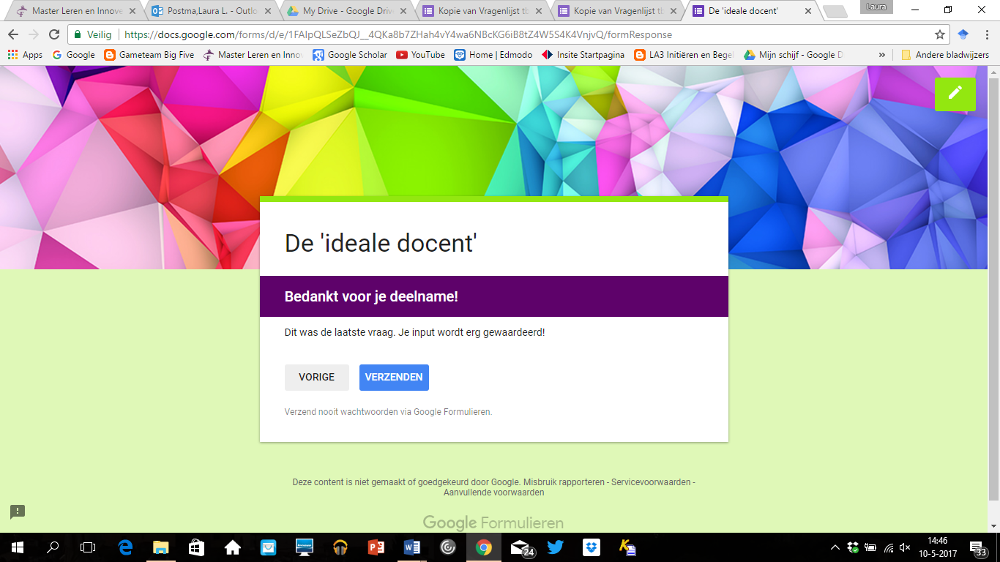 Master Leren en Innove
Postma,Laura L. - Outlo
My Drive - Google Driv
Kopie van Vragenlijst tb
Kopie van Vragenlijst tb
De 'ideale docent'
Laura
Veilig
https://docs.google.com/forms/d/e/1FAIpQLSeZbQJ__4QKa8b7ZHah4vY4wa6NBcKG6iB8tZ4W5S4K4VnjvQ/formResponse
Apps
Google
Gameteam Big Five
Master Leren en Inno
Google Scholar
YouTube
Home | Edmodo
Insite Startpagina
LA3 Initiëren en Bege
Mijn schijf - Google D
»
Andere bladwijzers
De 'ideale docent'
Bedankt voor je deelname!
Dit was de laatste vraag. Je input wordt erg gewaardeerd!
VORIGE
VERZENDEN
Verzend nooit wachtwoorden via Google Formulieren.
Deze content is niet gemaakt of goedgekeurd door Google. Misbruik rapporteren - Servicevoorwaarden -
Aanvullende voorwaarden
Google Formulieren
24
14:46
10-5-2017
33